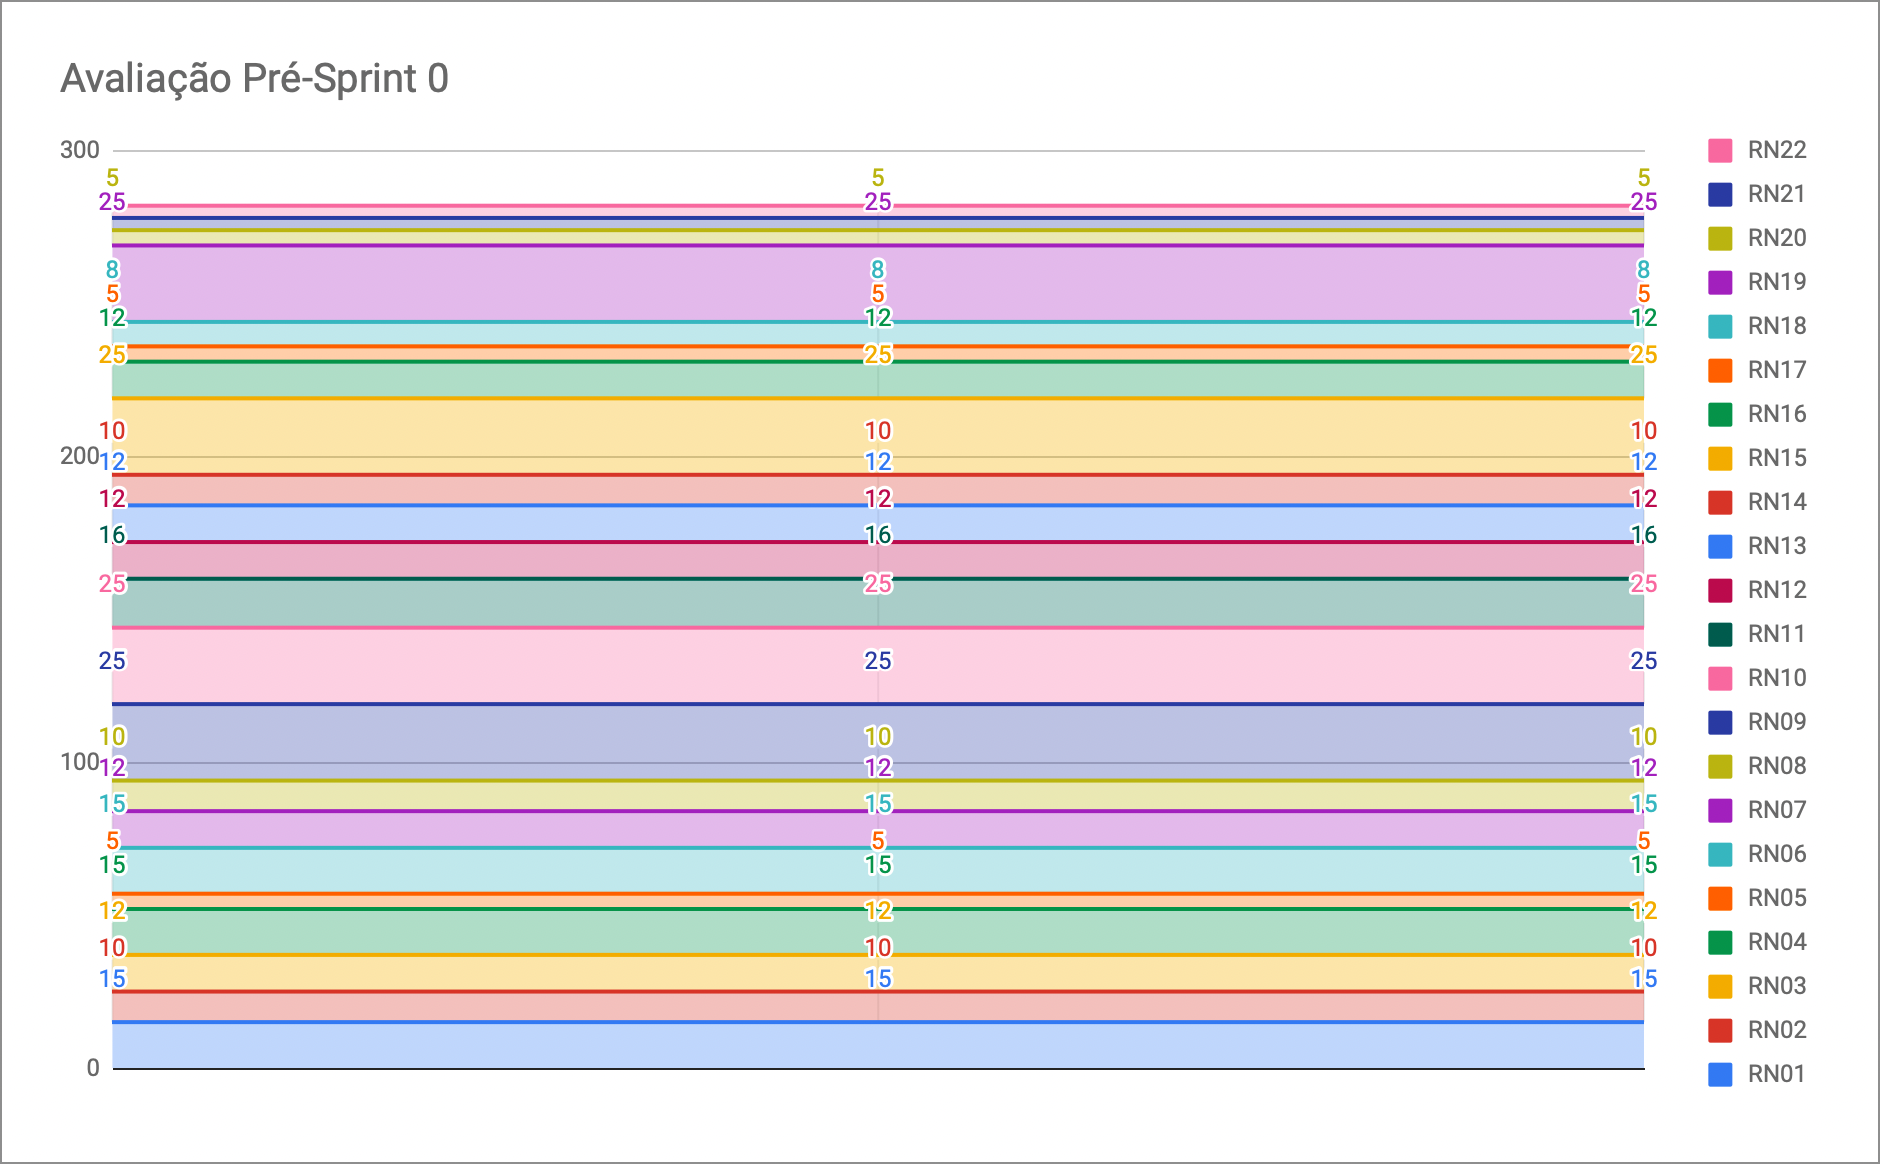 Avaliação Pré-Sprint 0
300
5 5 5
25 25 25
8 8 8
5 5 5
12 12 12
25 25 25
10 10 10
200
12 12 12
12 12 12
16 16 16
25 25 25
25 25 25
10 10 10
100
12 12 12
15 15 15
5 5 5
15 15 15
12 12 12
10 10 10
15 15 15
0
RN22
RN21
RN20
RN19
RN18
RN17
RN16
RN15
RN14
RN13
RN12
RN11
RN10
RN09
RN08
RN07
RN06
RN05
RN04
RN03
RN02
RN01